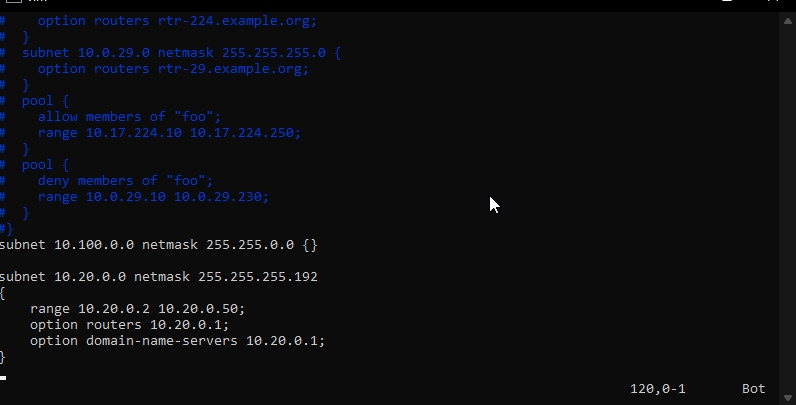 #    option routers rtr-224.example.org;
#  }
#  subnet 10.0.29.0 netmask 255.255.255.0 {
#    option routers rtr-29.example.org;
#  }
#  pool {
#    allow members of "foo";
#    range 10.17.224.10 10.17.224.250;
#  }
#  pool {
#    deny members of "foo";
#    range 10.0.29.10 10.0.29.230;
#  }
#}
subnet 10.100.0.0 netmask 255.255.0.0 {}

subnet 10.20.0.0 netmask 255.255.255.192
{
    range 10.20.0.2 10.20.0.50;
    option routers 10.20.0.1;
    option domain-name-servers 10.20.0.1;
}
120,0-1 Bot